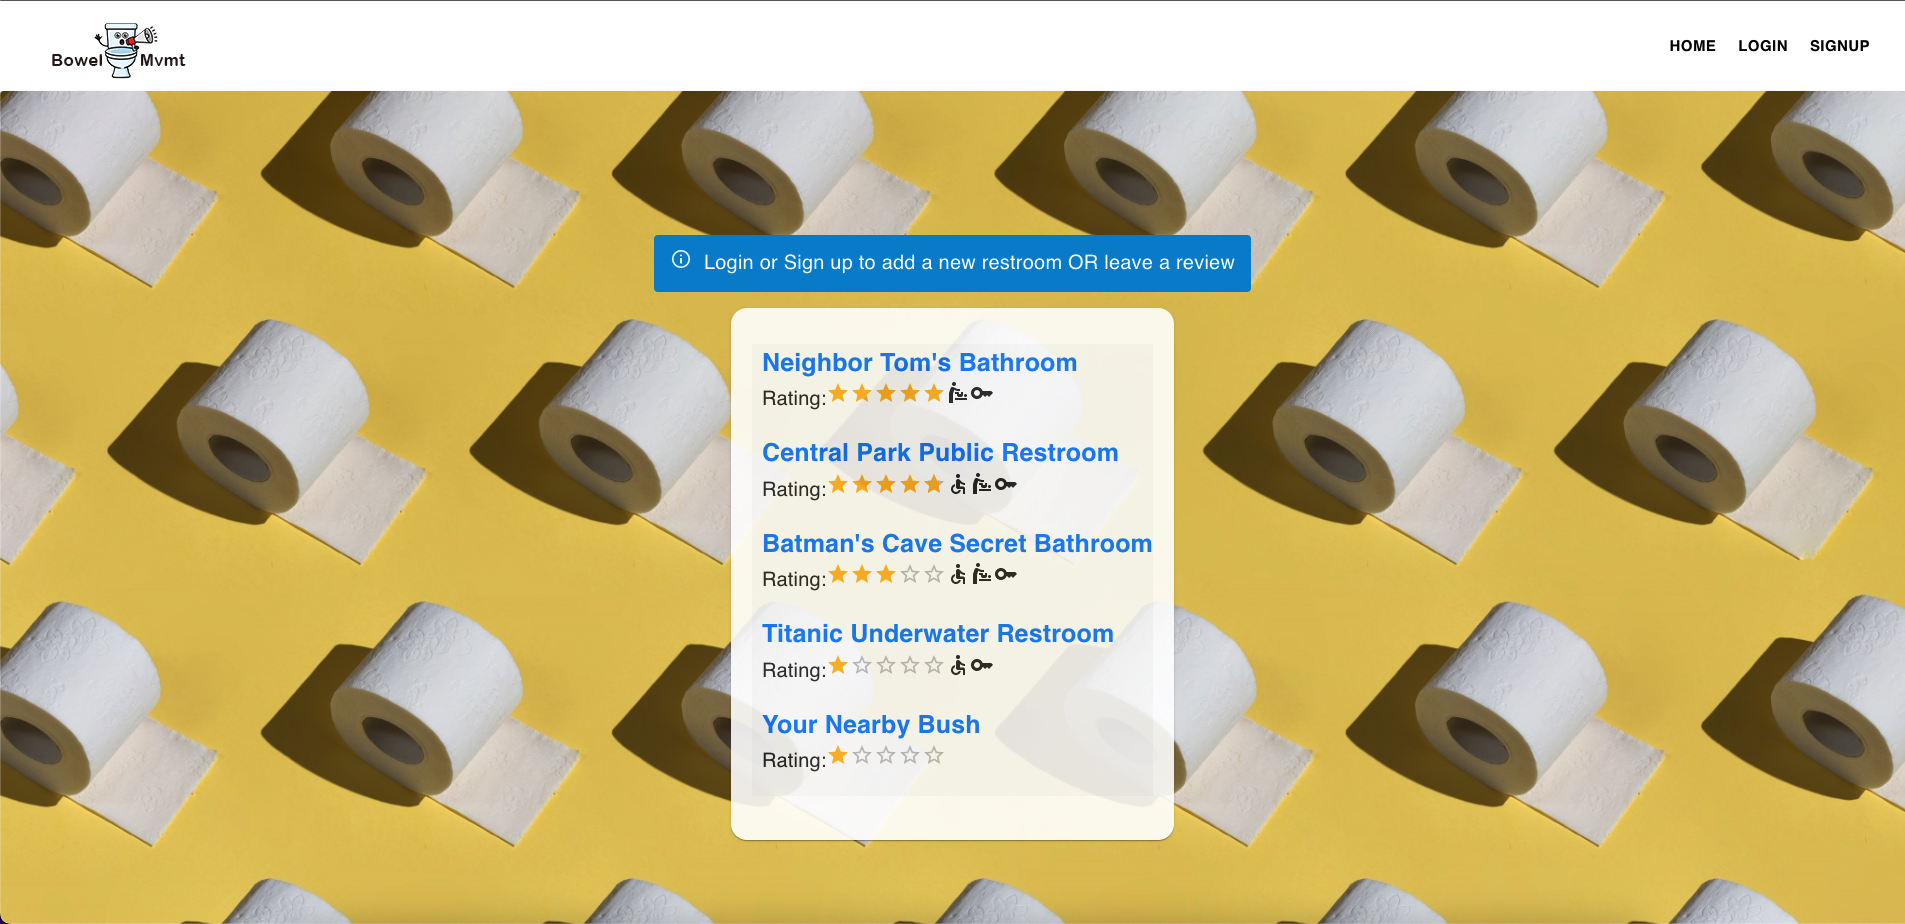 Bowel Mvmt
HOME LOGIN SIGNUP
Login or Sign up to add a new restroom OR leave a review
Neighbor Tom's Bathroom
Rating:
Central Park Public Restroom
Rating:
Batman's Cave Secret Bathroom
Rating:
Titanic Underwater Restroom
Rating:
Your Nearby Bush
Rating: